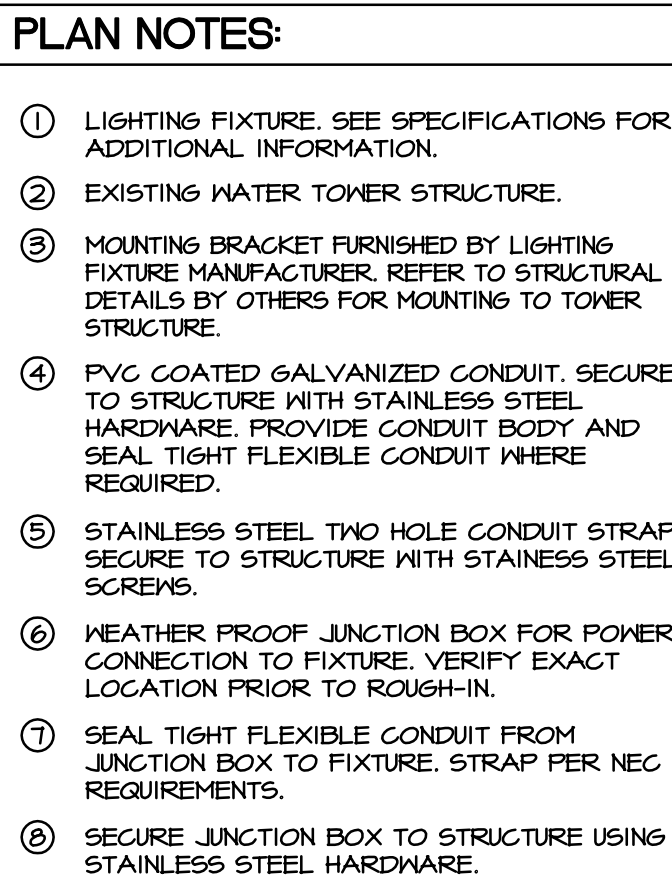 PLAN NOTES:
1 LIGHTING FIXTURE. SEE SPECIFICATIONS FOR
ADDITIONAL INFORMATION.
2 EXISTING WATER TOWER STRUCTURE.
3 MOUNTING BRACKET FURNISHED BY LIGHTING
FIXTURE MANUFACTURER. REFER TO STRUCTURAL
DETAILS BY OTHERS FOR MOUNTING TO TOWER
STRUCTURE.
4 PVC COATED GALVANIZED CONDUIT. SECURE
TO STRUCTURE WITH STAINLESS STEEL
HARDWARE. PROVIDE CONDUIT BODY AND
SEAL TIGHT FLEXIBLE CONDUIT WHERE
REQUIRED.
5 STAINLESS STEEL TWO HOLE CONDUIT STRAP
SECURE TO STRUCTURE WITH STAINESS STEEL
SCREWS.
6 WEATHER PROOF JUNCTION BOX FOR POWER
CONNECTION TO FIXTURE. VERIFY EXACT
LOCATION PRIOR TO ROUGH-IN.
7 SEAL TIGHT FLEXIBLE CONDUIT FROM
JUNCTION BOX TO FIXTURE. STRAP PER NEC
REQUIREMENTS.
8 SECURE JUNCTION BOX TO STRUCTURE USING
STAINLESS STEEL HARDWARE.